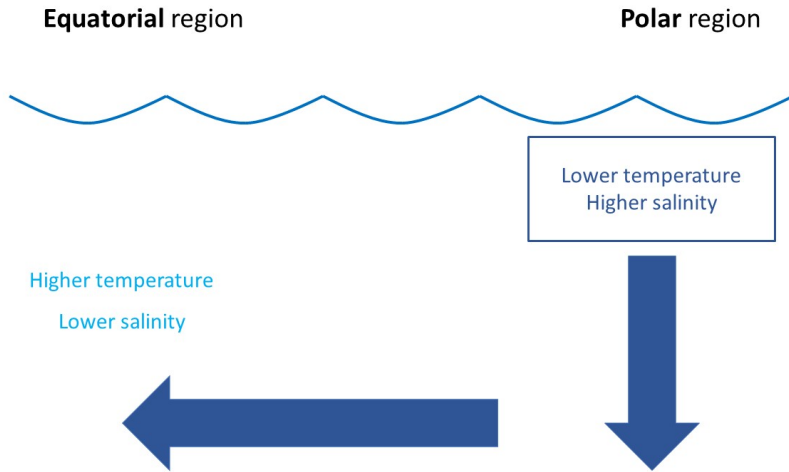 Equatorial region
Polar region
Lower temperature
Higher salinity
Higher temperature
Lower salinity